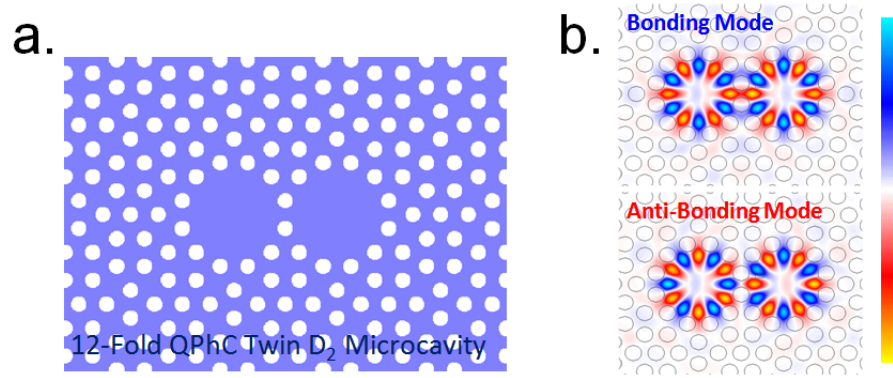 a.
12-Fold QPhC Twin D₂ Microcavity
b.
Bonding Mode
Anti-Bonding Mode